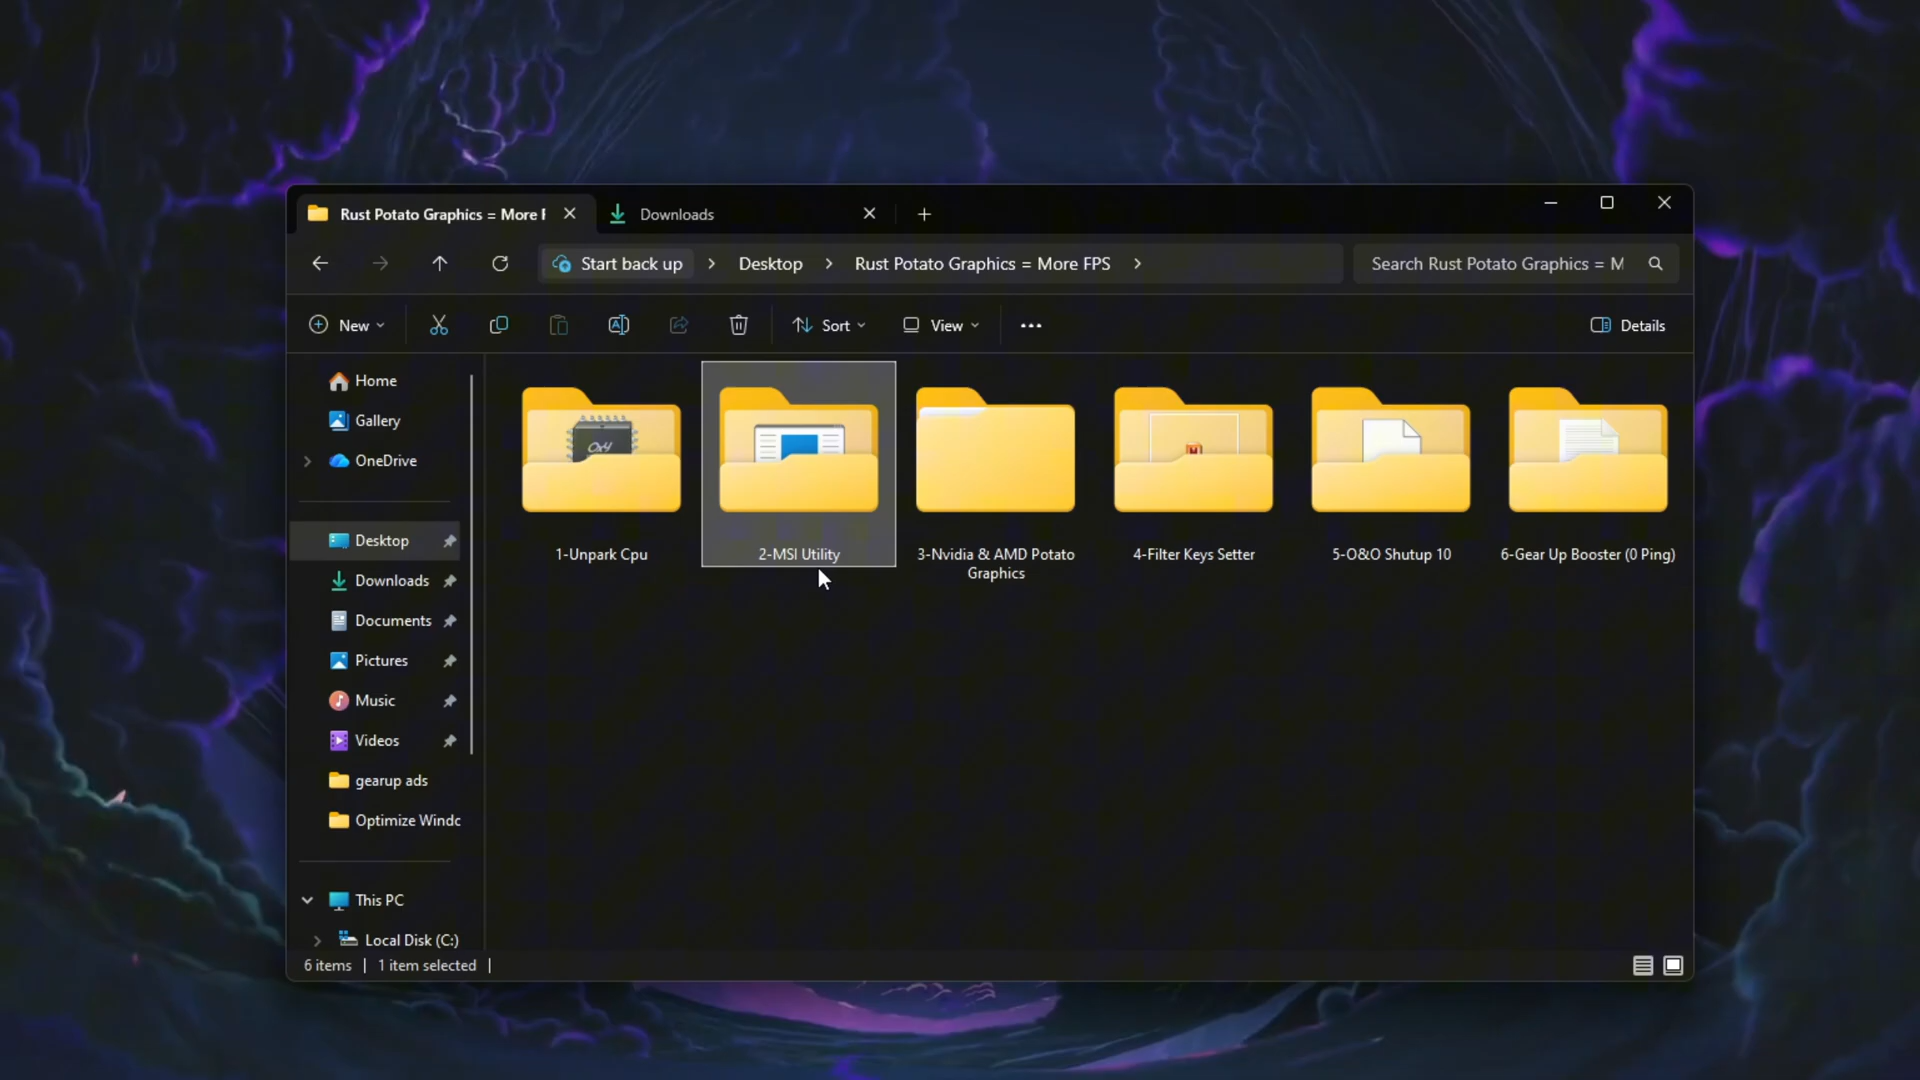 Rust Potato Graphics = More F
Downloads
Start back up
Desktop
Rust Potato Graphics = More FPS
Search Rust Potato Graphics = M
New
Sort
View
Details
Home
Gallery
OneDrive
Desktop
Downloads
Documents
Pictures
Music
Videos
gearup ads
Optimize Windo
This PC
Local Disk (C:)
0x4
1-Unpark Cpu
2-MSI Utility
3-Nvidia & AMD Potato
Graphics
4-Filter Keys Setter
5-O&O Shutup 10
6-Gear Up Booster (0 Ping)
6 items
1 item selected